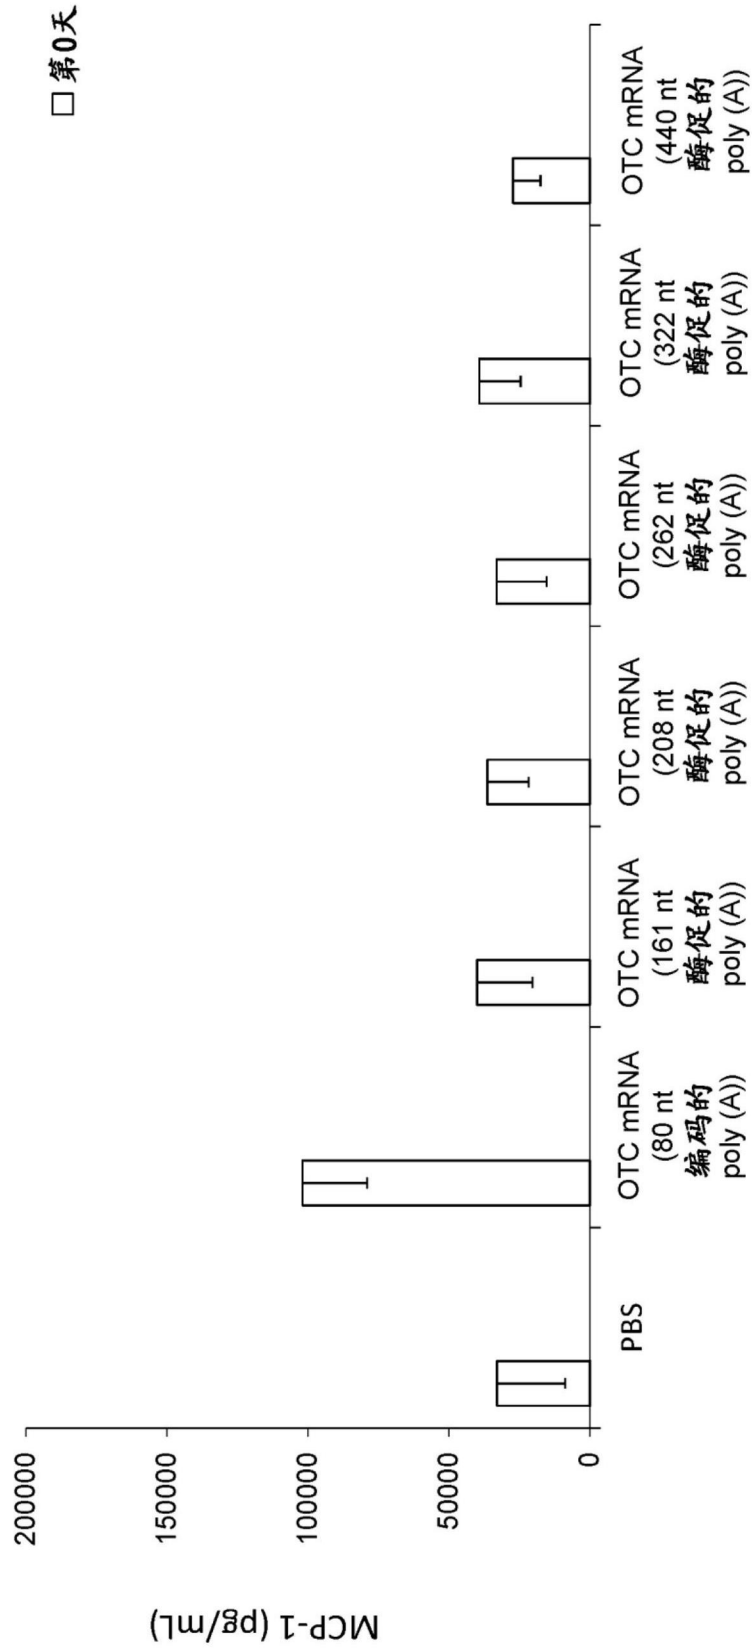 第0天
MCP-1 (pg/mL)
200000
150000
100000
50000
0
PBS
OTC mRNA
(80 nt
编码的
poly (A))
OTC mRNA
(161 nt
酶促的
poly (A))
OTC mRNA
(208 nt
酶促的
poly (A))
OTC mRNA
(262 nt
酶促的
poly (A))
OTC mRNA
(322 nt
酶促的
poly (A))
OTC mRNA
(440 nt
酶促的
poly (A))